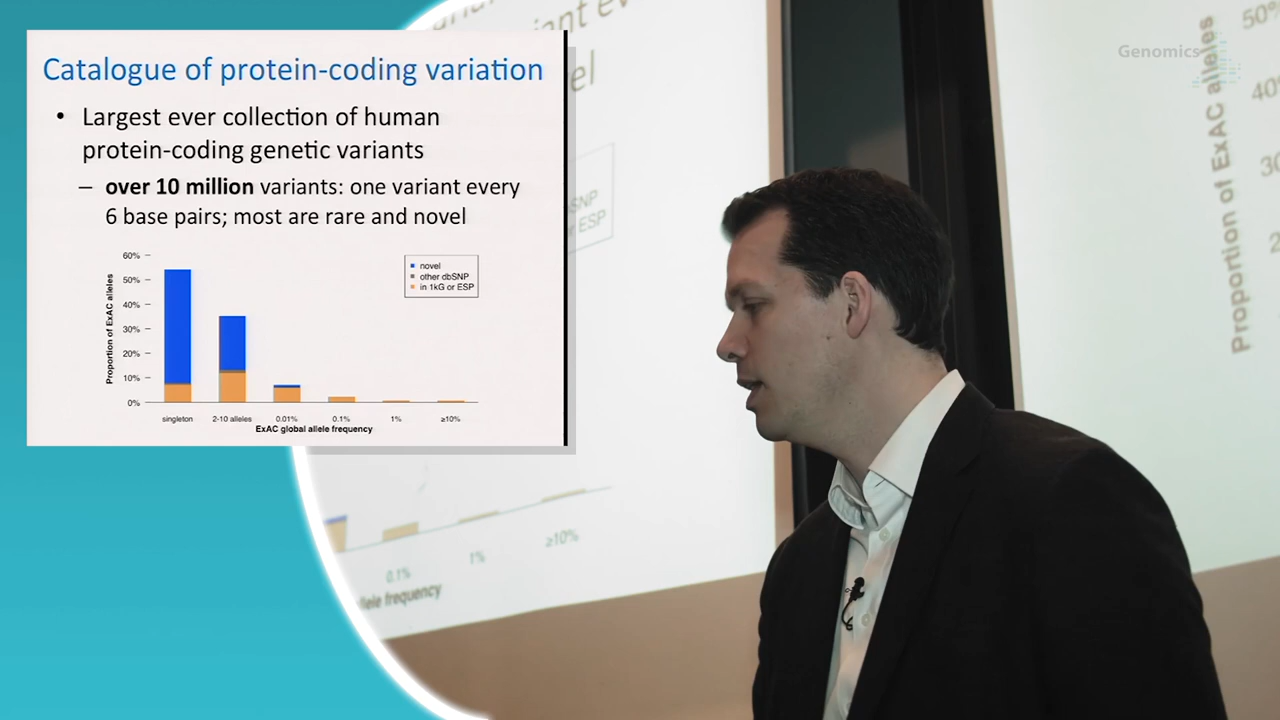 Catalogue of protein-coding variation
• Largest ever collection of human
protein-coding genetic variants
– over 10 million variants: one variant every
6 base pairs; most are rare and novel
60%
50%
40%
30%
20%
10%
0%
Proportion of ExAC alleles
novel
other dbSNP
in 1kG or ESP
singleton
2-10 alleles
0.01%
0.1%
1%
≥10%
ExAC global allele frequency
0.1%
1%
≥10%
allele frequency
Genomics
Proportion of ExAC alleles